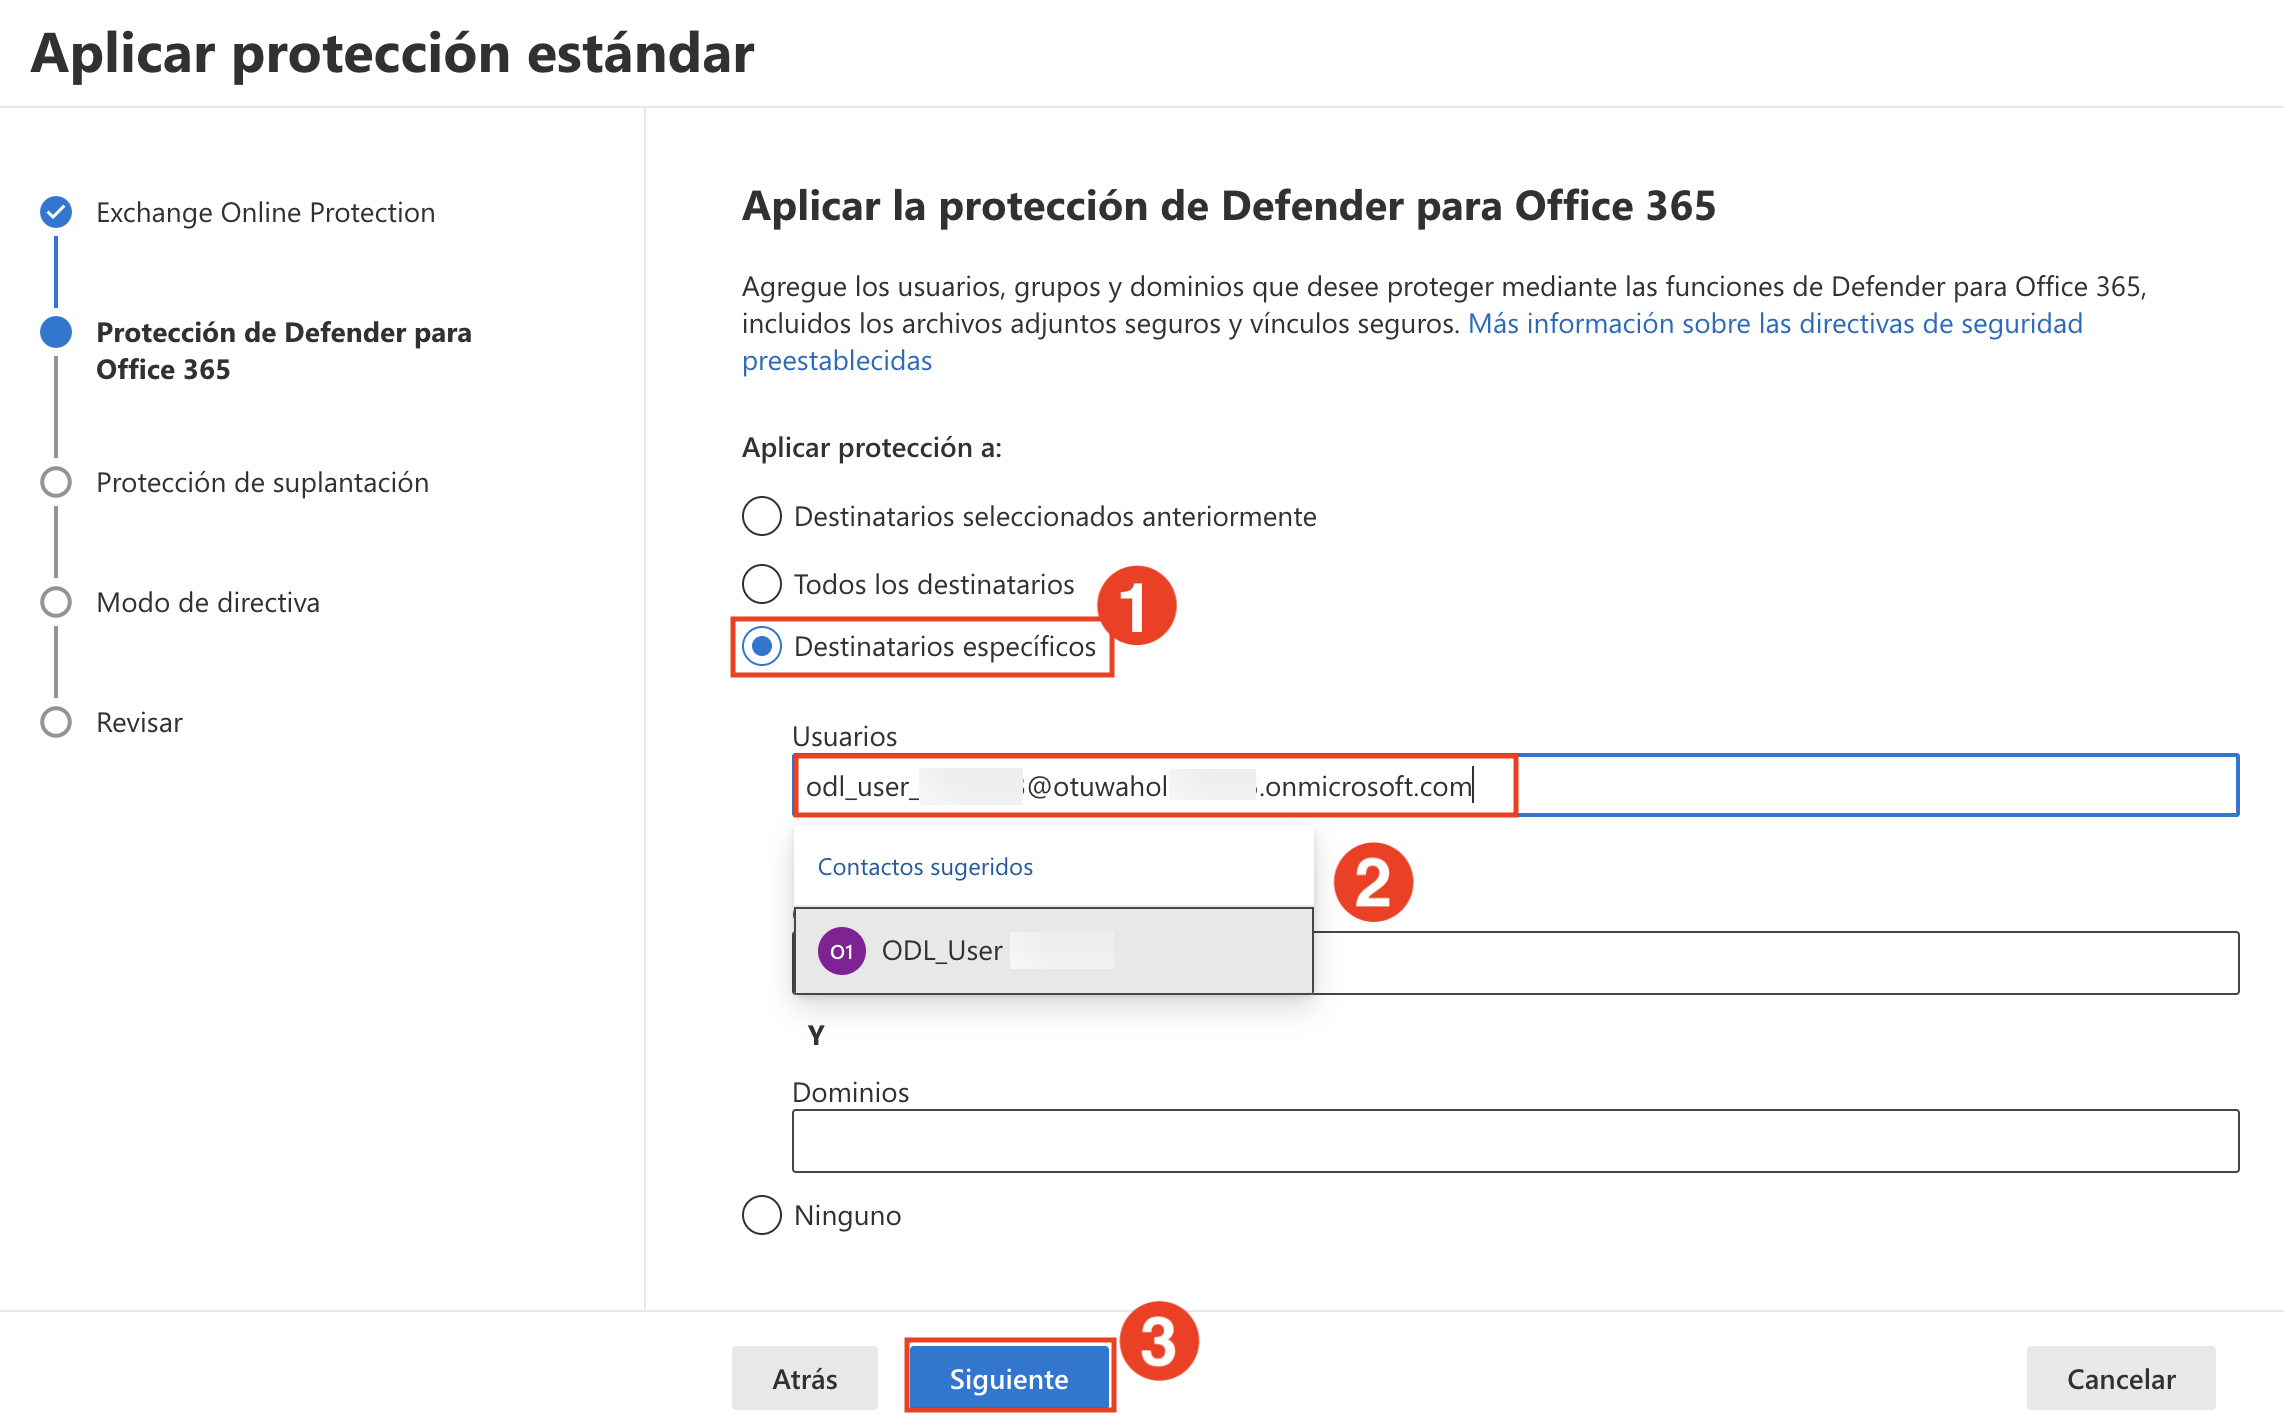 Aplicar protección estándar
Exchange Online Protection
Protección de Defender para
Office 365
Protección de suplantación
Modo de directiva
Revisar
Aplicar la protección de Defender para Office 365
Agregue los usuarios, grupos y dominios que desee proteger mediante las funciones de Defender para Office 365,
incluidos los archivos adjuntos seguros y vínculos seguros. Más información sobre las directivas de seguridad
preestablecidas
Aplicar protección a:
Destinatarios seleccionados anteriormente
Todos los destinatarios
1
Destinatarios específicos
Usuarios
odl_user_ @otuwahol .onmicrosoft.com
Contactos sugeridos
2
O1 ODL_User
Y
Dominios
Ninguno
3
Atrás
Siguiente
Cancelar